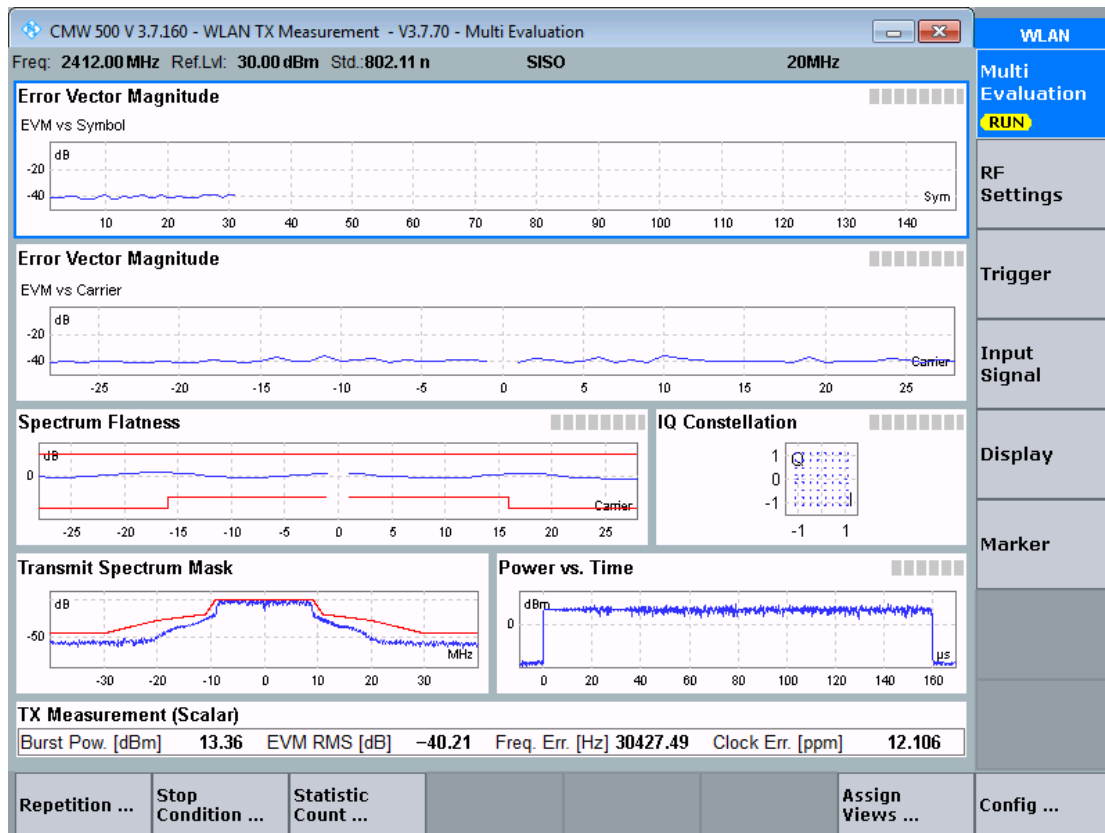 CMW 500 V 3.7.160 - WLAN TX Measurement - V3.7.70 - Multi Evaluation
Freq: 2412.00 MHz Ref.Lvl: 30.00 dBm Std.:802.11 n SISO 20MHz
Error Vector Magnitude
EVM vs Symbol
dB
-20
-40
Sym
10 20 30 40 50 60 70 80 90 100 110 120 130 140
Error Vector Magnitude
EVM vs Carrier
dB
-20
-40
Carrier
-25 -20 -15 -10 -5 0 5 10 15 20 25
Spectrum Flatness
dB
0
Carrier
-25 -20 -15 -10 -5 0 5 10 15 20 25
IQ Constellation
1 Q
0
-1 I
-1 1
Transmit Spectrum Mask
dB
-50
MHz
-30 -20 -10 0 10 20 30
Power vs. Time
dBm
0
µs
0 20 40 60 80 100 120 140 160
TX Measurement (Scalar)
Burst Pow. [dBm] 13.36 EVM RMS [dB] −40.21 Freq. Err. [Hz] 30427.49 Clock Err. [ppm] 12.106
WLAN
Multi
Evaluation
RUN
RF
Settings
Trigger
Input
Signal
Display
Marker
Repetition ...
Stop
Condition ...
Statistic
Count ...
Assign
Views ...
Config ...